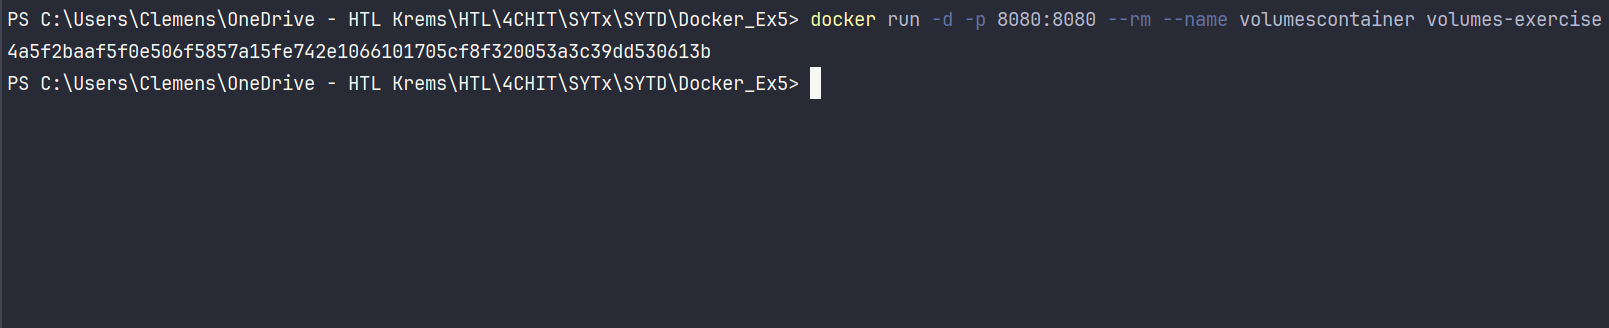 PS C:\Users\Clemens\OneDrive - HTL Krems\HTL\4CHIT\SYTx\SYTD\Docker_Ex5> docker run -d -p 8080:8080 --rm --name volumescontainer volumes-exercise
4a5f2baaf5f0e506f5857a15fe742e1066101705cf8f320053a3c39dd530613b
PS C:\Users\Clemens\OneDrive - HTL Krems\HTL\4CHIT\SYTx\SYTD\Docker_Ex5>